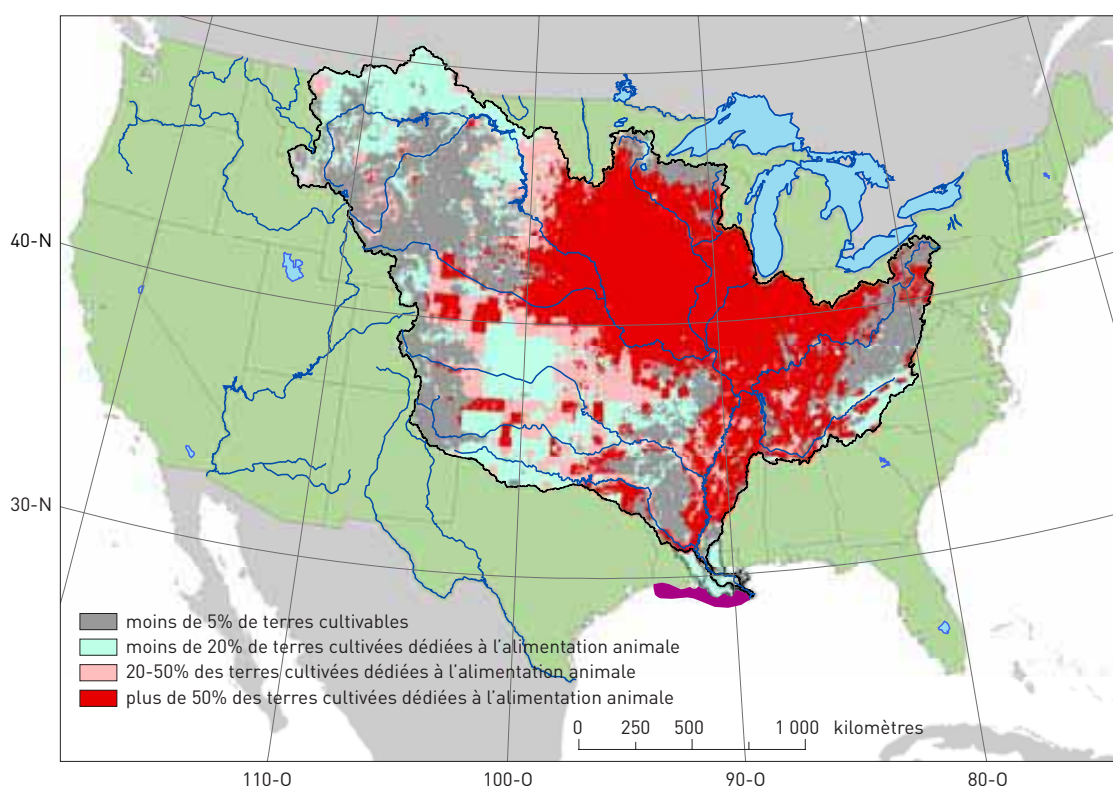 40-N
30-N
moins de 5% de terres cultivables
moins de 20% de terres cultivées dédiées à l'alimentation animale
20-50% des terres cultivées dédiées à l'alimentation animale
plus de 50% des terres cultivées dédiées à l'alimentation animale
0 250 500 1 000 kilomètres
110-O 100-O 90-O 80-O